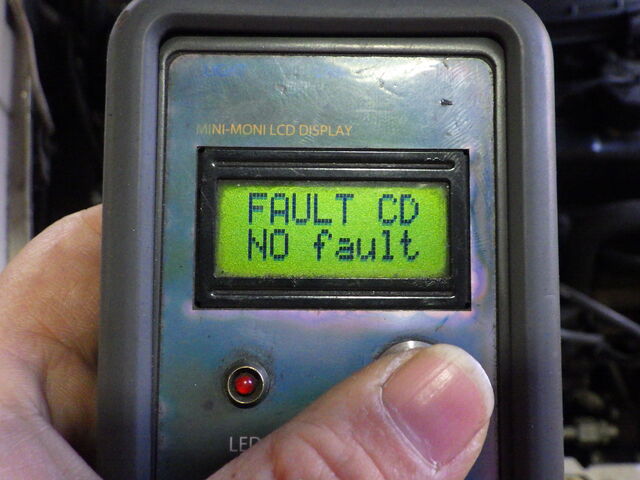 MINI-MONI LCD DISPLAY
FAULT CD
NO fault
LED